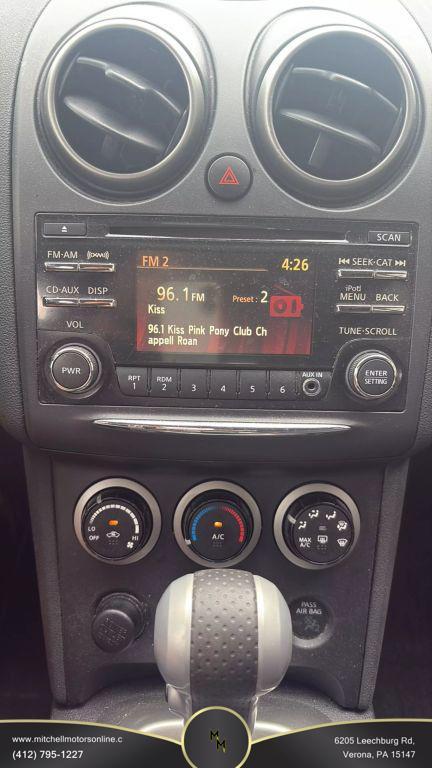 SCAN
FM·AM
SEEK·CAT
CD·AUX DISP
iPod
MENU BACK
VOL
TUNE·SCROLL
FM 2 4:26
96.1 FM Preset : 2
Kiss
96.1 Kiss Pink Pony Club Ch
appell Roan
PWR
RPT RDM
1 2 3 4 5 6
AUX IN
ENTER
SETTING
LO HI
OFF
A/C
MAX
A/C
PASS
AIR BAG
www.mitchellmotorsonline.c
(412) 795-1227
M
M
6205 Leechburg Rd,
Verona, PA 15147